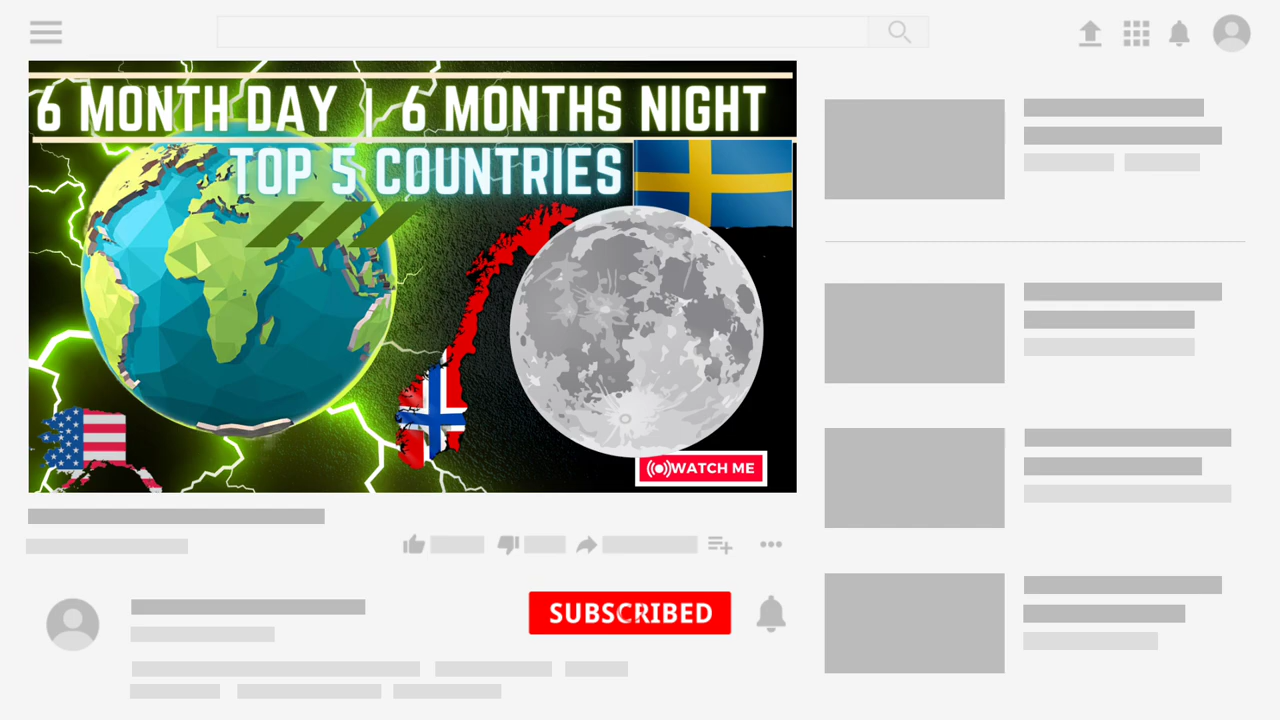 6 MONTH DAY | 6 MONTHS NIGHT
TOP 5 COUNTRIES
WATCH ME
SUBSCRIBED